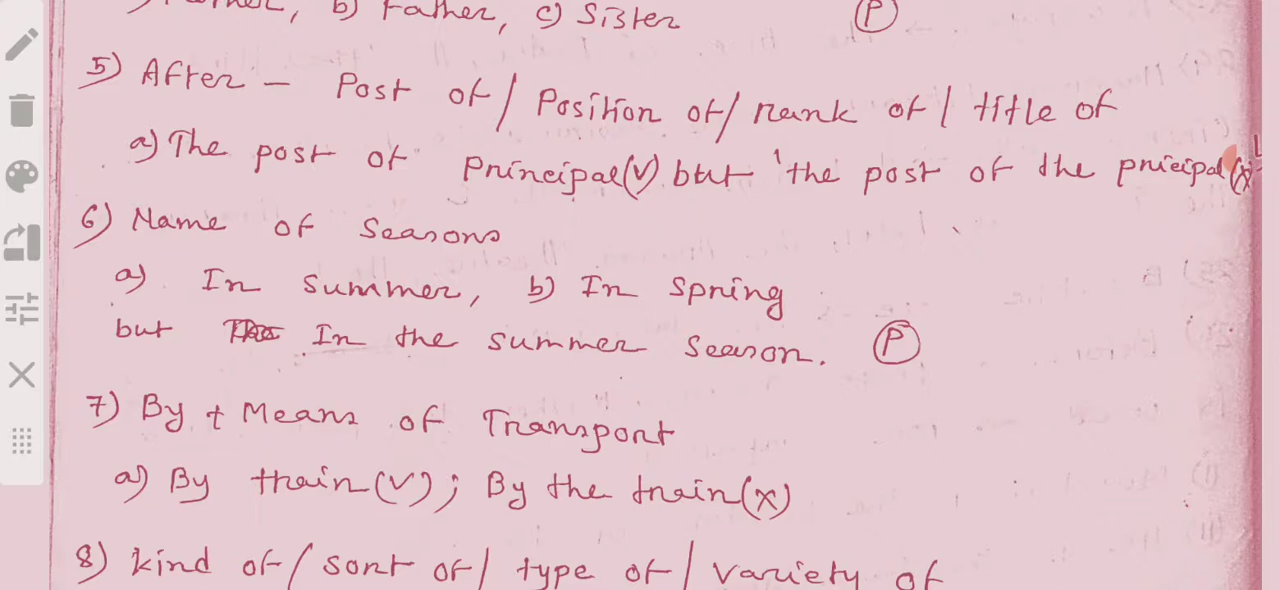 b) Father, c) Sister (P)
5) After - Post of / Position of / rank of / title of
a) The post of principal (✓) but 'the post of the prncipal (x)
6) Name of Seasons
a) In summer, b) In spring
but In the summer season. (P)
7) By + Means of Transport
a) By train (✓); By the train (x)
8) kind of / sort of / type of / variety of